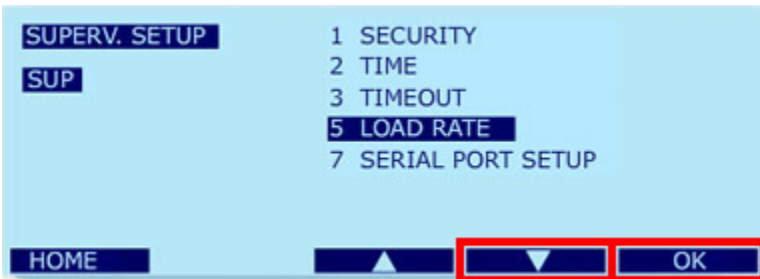 SUPERV. SETUP
SUP
1 SECURITY
2 TIME
3 TIMEOUT
5 LOAD RATE
7 SERIAL PORT SETUP
HOME ▲ ▼ OK